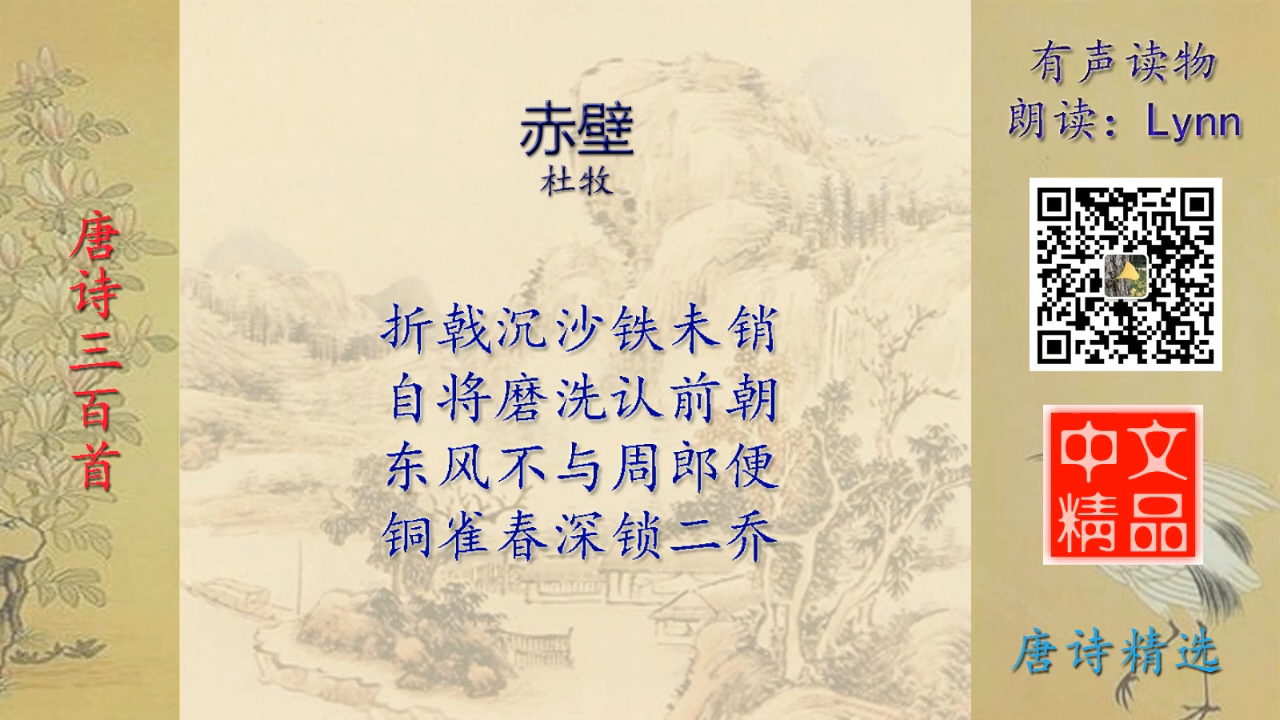 赤壁
杜牧
折戟沉沙铁未销
自将磨洗认前朝
东风不与周郎便
铜雀春深锁二乔
唐诗三百首
有声读物
朗读：Lynn
中文
精品
唐诗精选